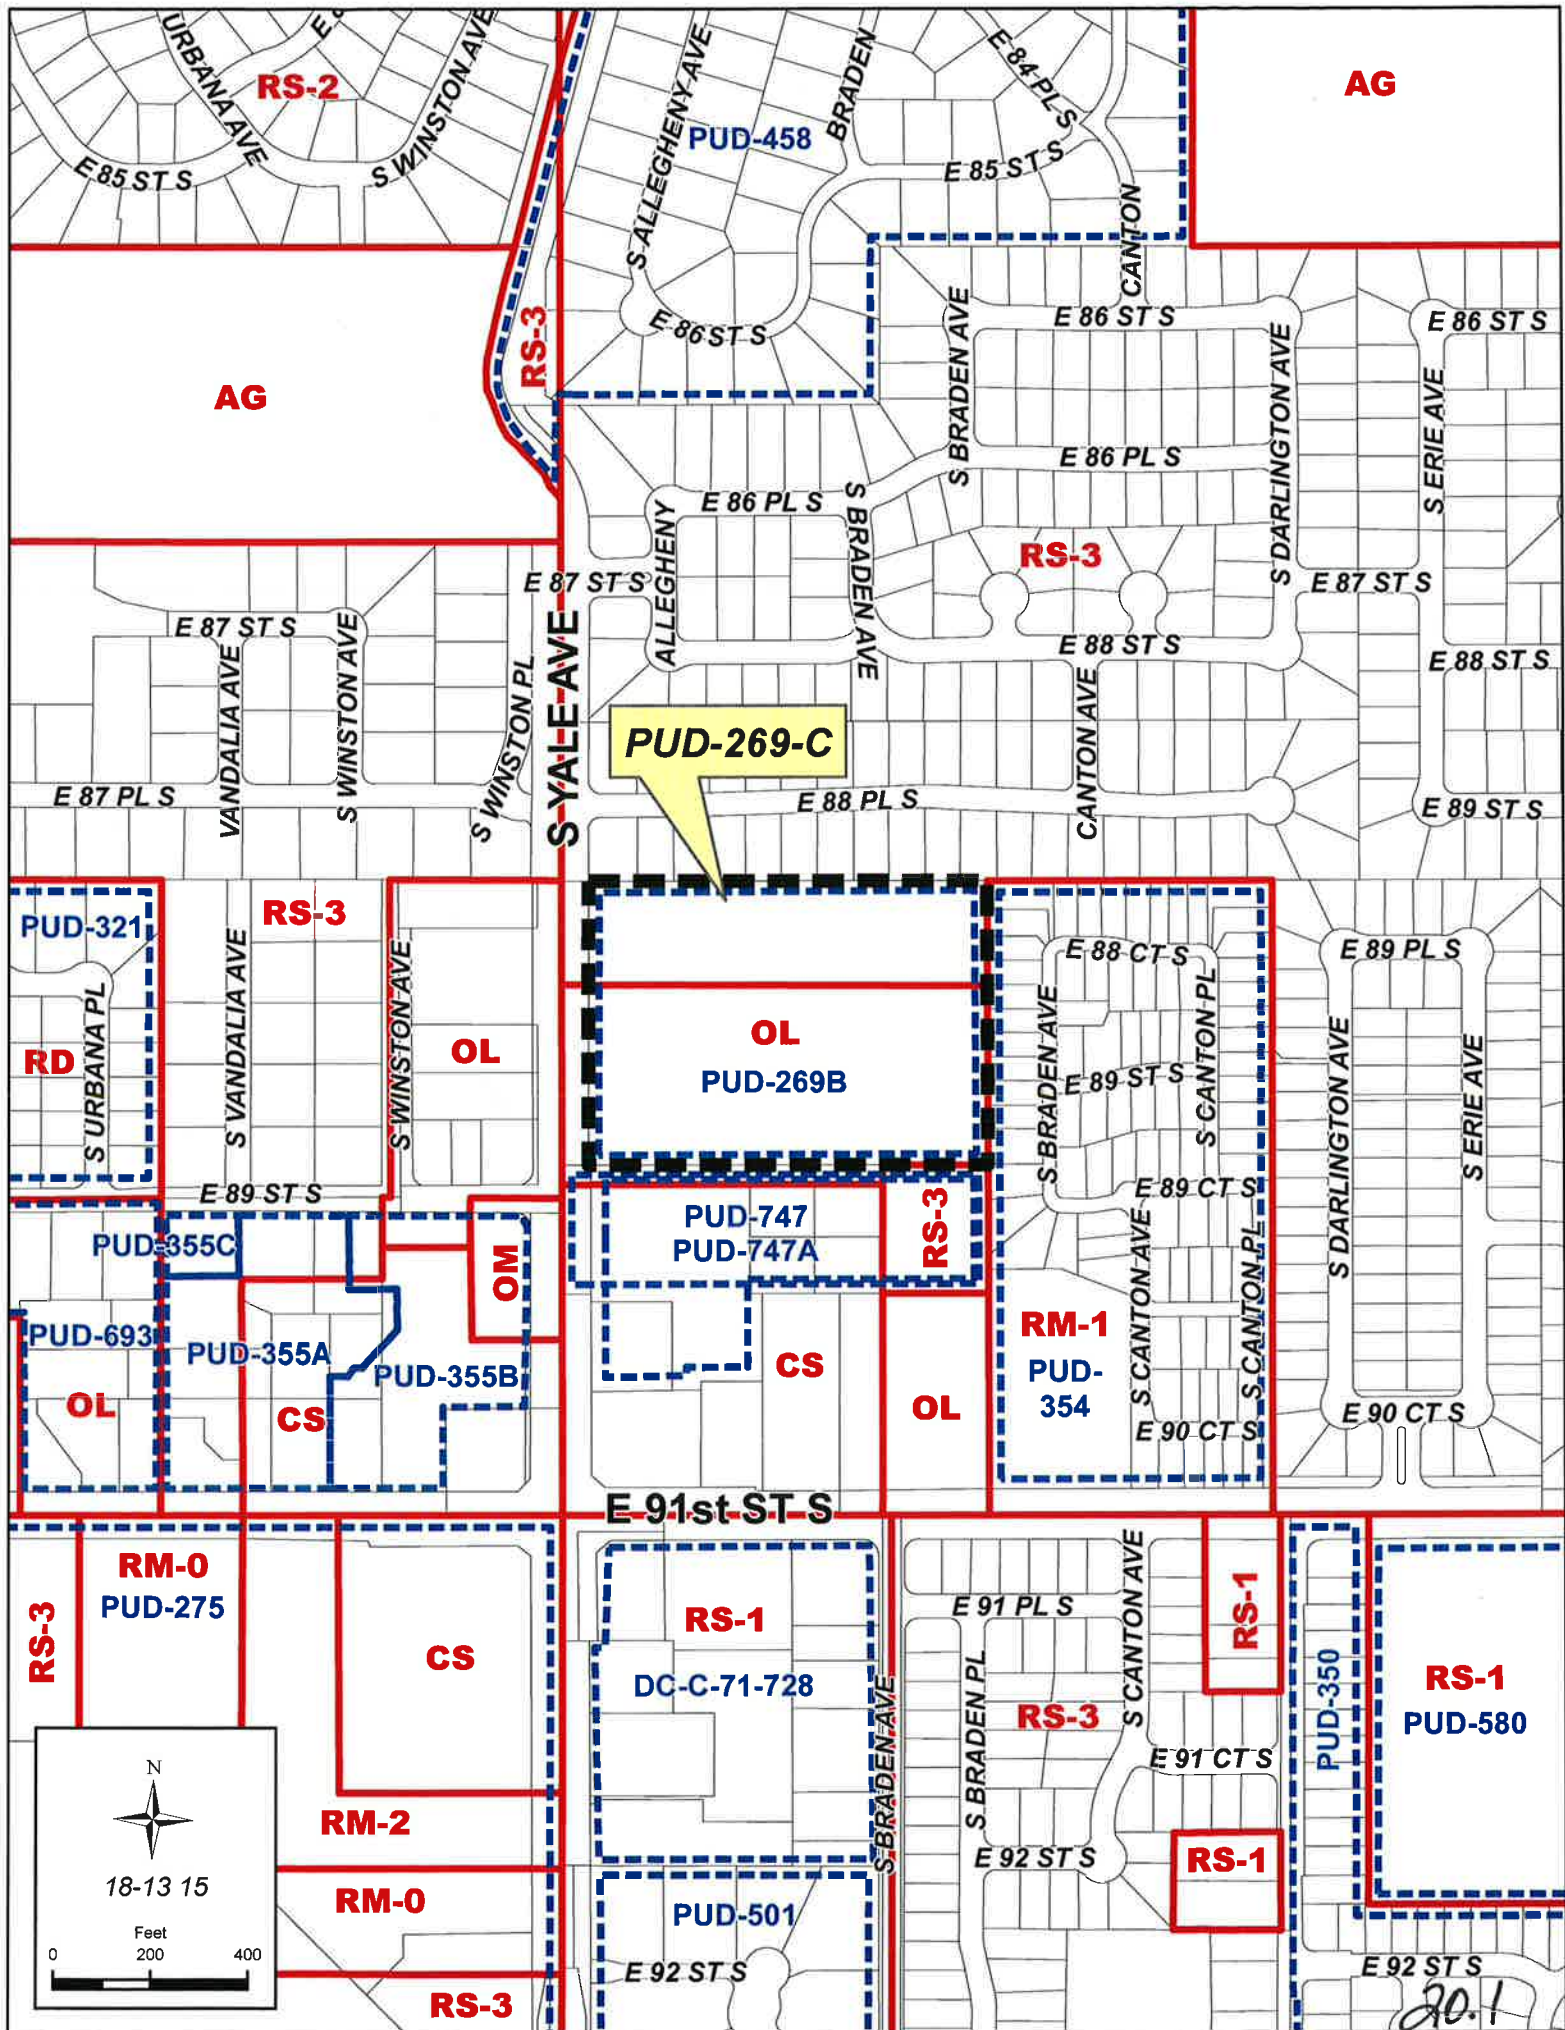 URBANA AVE
E 8
RS-2
S WINSTON AVE
E 85 ST S
S ALLEGHENY AVE
BRADEN
PUD-458
E 84 PL S
E 85 ST S
CANTON
AG
RS-3
E 86 ST S
AG
S BRADEN AVE
E 86 ST S
S DARLINGTON AVE
E 86 ST S
S ERIE AVE
E 86 PL S
E 86 PL S
S BRADEN AVE
ALLEGHENY
RS-3
E 87 ST S
E 87 ST S
E 87 ST S
VANDALIA AVE
S WINSTON AVE
S WINSTON PL
S YALE AVE
E 88 ST S
E 88 ST S
CANTON AVE
PUD-269-C
E 87 PL S
E 88 PL S
E 89 ST S
PUD-321
RS-3
S URBANA PL
RD
S VANDALIA AVE
S WINSTON AVE
OL
OL
PUD-269B
E 88 CT S
S BRADEN AVE
S CANTON PL
E 89 ST S
E 89 PL S
S DARLINGTON AVE
S ERIE AVE
E 89 ST S
E 89 CT S
PUD-355C
OM
PUD-747
PUD-747A
RS-3
PUD-693
PUD-355A
PUD-355B
OL
CS
CS
OL
RM-1
PUD-
354
S CANTON AVE
S CANTON PL
E 90 CT S
E 90 CT S
E 91st ST S
RS-3
RM-0
PUD-275
CS
RS-1
DC-C-71-728
S BRADEN AVE
E 91 PL S
S BRADEN PL
S CANTON AVE
RS-3
RS-1
E 91 CT S
PUD-350
RS-1
PUD-580
RM-2
E 92 ST S
RS-1
RM-0
PUD-501
E 92 ST S
E 92 ST S
RS-3
N
18-13 15
Feet
0 200 400
20.1